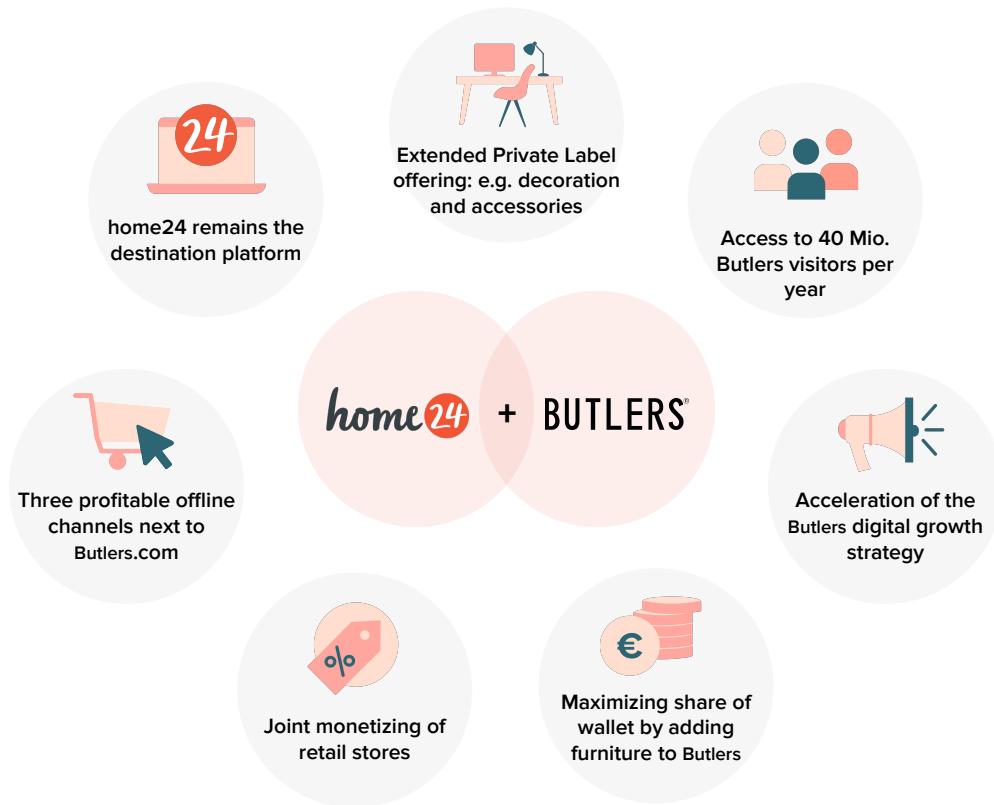 24
home24 remains the
destination platform
Extended Private Label
offering: e.g. decoration
and accessories
Access to 40 Mio.
Butlers visitors per
year
home24 + BUTLERS®
Three profitable offline
channels next to
Butlers.com
Acceleration of the
Butlers digital growth
strategy
%
Joint monetizing of
retail stores
€
Maximizing share of
wallet by adding
furniture to Butlers